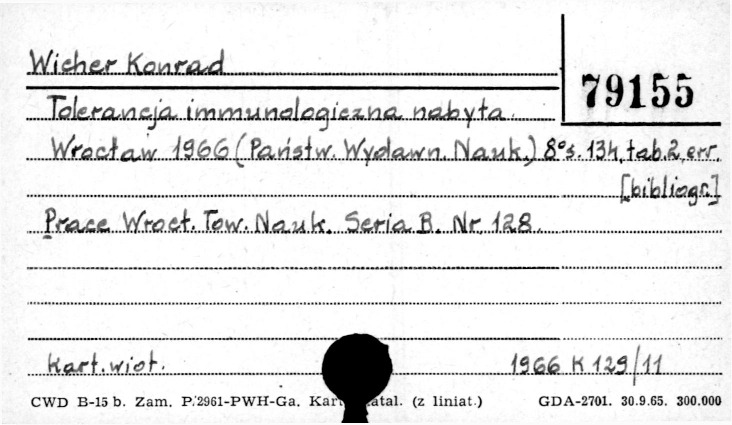 Wicher Konrad
79155
Tolerancja immunologiczna nabyta.
Wrocław 1966 (Państw. Wydawn. Nauk.) 8° s. 134, tab. 2, err.
[bibliogr.]
Prace Wrocł. Tow. Nauk. Seria B. Nr 128.
Kart. wiot. 1966 K 129/11
CWD B-15 b. Zam. P/2961-PWH-Ga. (z liniat.) GDA-2701. 30.9.65. 300.000